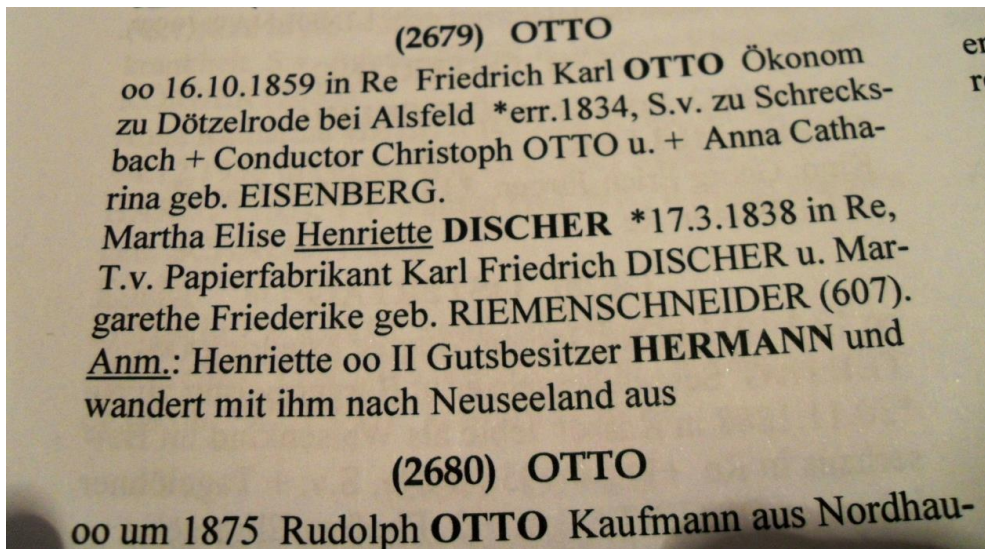 (2679) OTTO
oo 16.10.1859 in Re Friedrich Karl OTTO Ökonom
zu Dötzelrode bei Alsfeld *err.1834, S.v. zu Schrecks-
bach + Conductor Christoph OTTO u. + Anna Catha-
rina geb. EISENBERG.
Martha Elise Henriette DISCHER *17.3.1838 in Re,
T.v. Papierfabrikant Karl Friedrich DISCHER u. Mar-
garethe Friederike geb. RIEMENSCHNEIDER (607).
Anm.: Henriette oo II Gutsbesitzer HERMANN und
wandert mit ihm nach Neuseeland aus
(2680) OTTO
oo um 1875 Rudolph OTTO Kaufmann aus Nordhau-